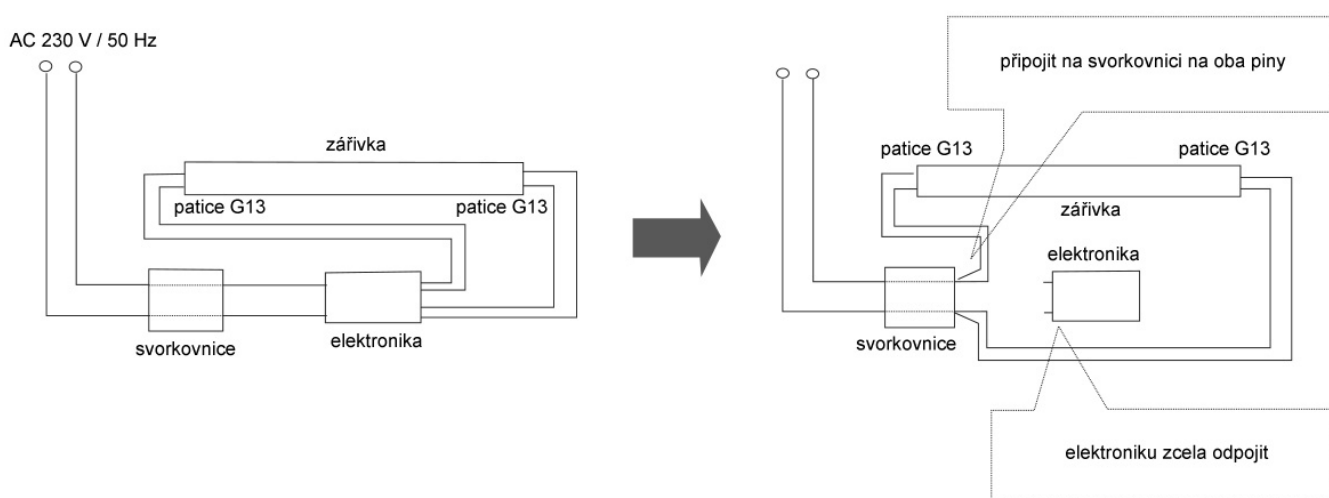 AC 230 V / 50 Hz
zářivka
patice G13
patice G13
svorkovnice
elektronika
připojit na svorkovnici na oba piny
patice G13
patice G13
zářivka
elektronika
svorkovnice
elektroniku zcela odpojit